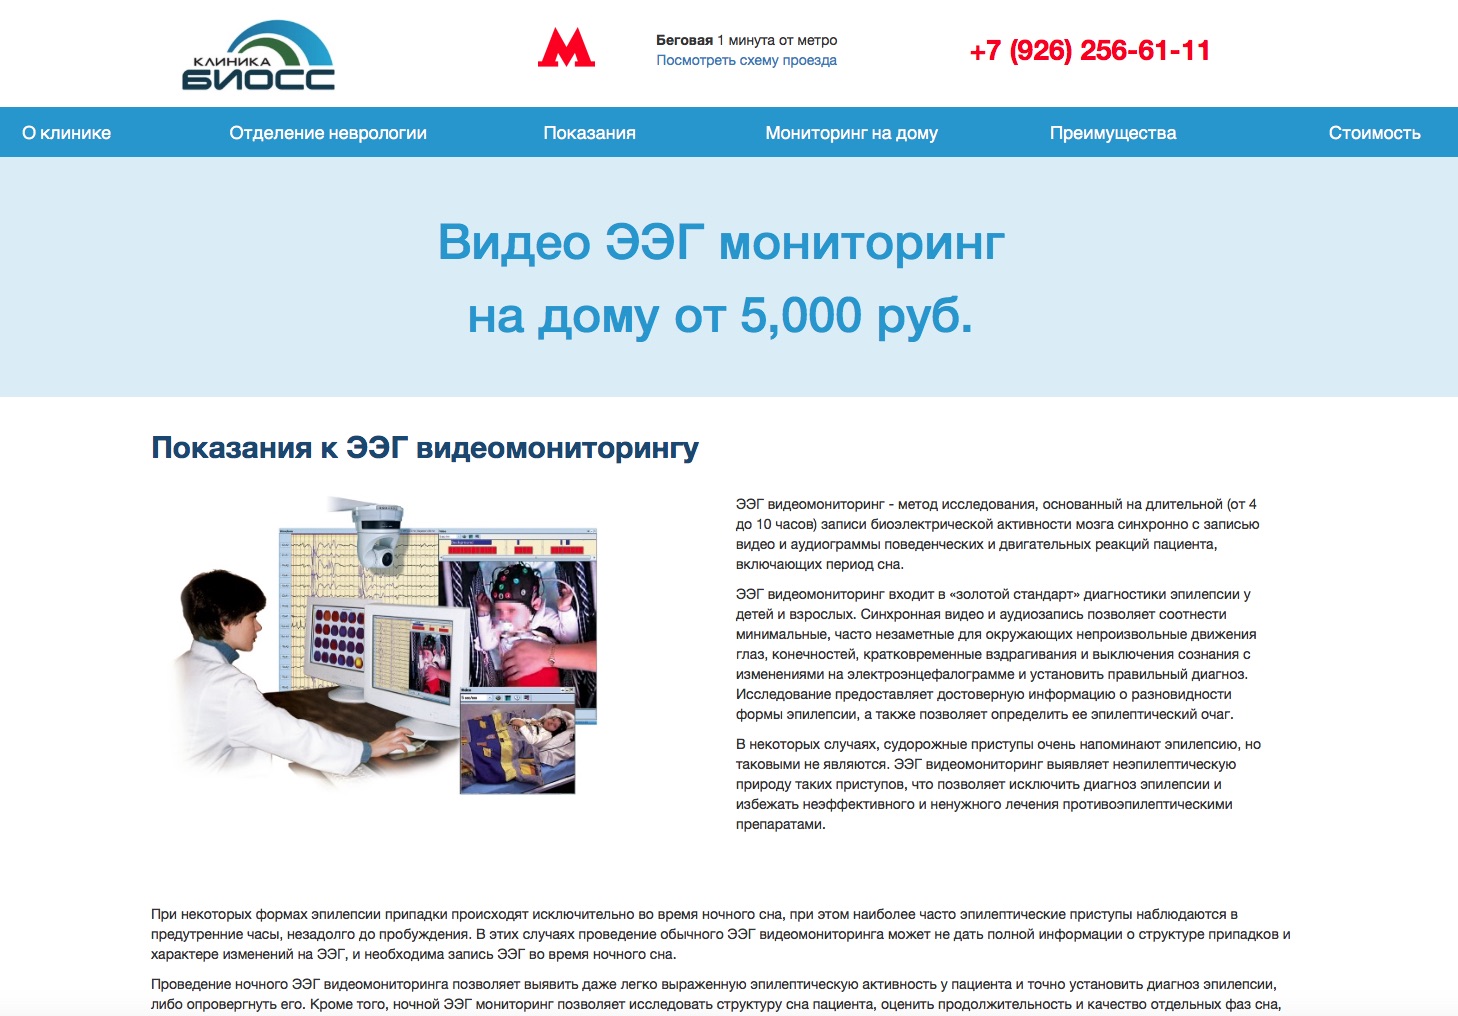 КЛИНИКА
БИОСС
Беговая 1 минута от метро
Посмотреть схему проезда
+7 (926) 256-61-11
О клинике
Отделение неврологии
Показания
Мониторинг на дому
Преимущества
Стоимость
Видео ЭЭГ мониторинг
на дому от 5,000 руб.
Показания к ЭЭГ видеомониторингу
ЭЭГ видеомониторинг - метод исследования, основанный на длительной (от 4
до 10 часов) записи биоэлектрической активности мозга синхронно с записью
видео и аудиограммы поведенческих и двигательных реакций пациента,
включающих период сна.
ЭЭГ видеомониторинг входит в «золотой стандарт» диагностики эпилепсии у
детей и взрослых. Синхронная видео и аудиозапись позволяет соотнести
минимальные, часто незаметные для окружающих непроизвольные движения
глаз, конечностей, кратковременные вздрагивания и выключения сознания с
изменениями на электроэнцефалограмме и установить правильный диагноз.
Исследование предоставляет достоверную информацию о разновидности
формы эпилепсии, а также позволяет определить ее эпилептический очаг.
В некоторых случаях, судорожные приступы очень напоминают эпилепсию, но
таковыми не являются. ЭЭГ видеомониторинг выявляет неэпилептическую
природу таких приступов, что позволяет исключить диагноз эпилепсии и
избежать неэффективного и ненужного лечения противоэпилептическими
препаратами.
При некоторых формах эпилепсии припадки происходят исключительно во время ночного сна, при этом наиболее часто эпилептические приступы наблюдаются в
предутренние часы, незадолго до пробуждения. В этих случаях проведение обычного ЭЭГ видеомониторинга может не дать полной информации о структуре припадков и
характере изменений на ЭЭГ, и необходима запись ЭЭГ во время ночного сна.
Проведение ночного ЭЭГ видеомониторинга позволяет выявить даже легко выраженную эпилептическую активность у пациента и точно установить диагноз эпилепсии,
либо опровергнуть его. Кроме того, ночной ЭЭГ мониторинг позволяет исследовать структуру сна пациента, оценить продолжительность и качество отдельных фаз сна,